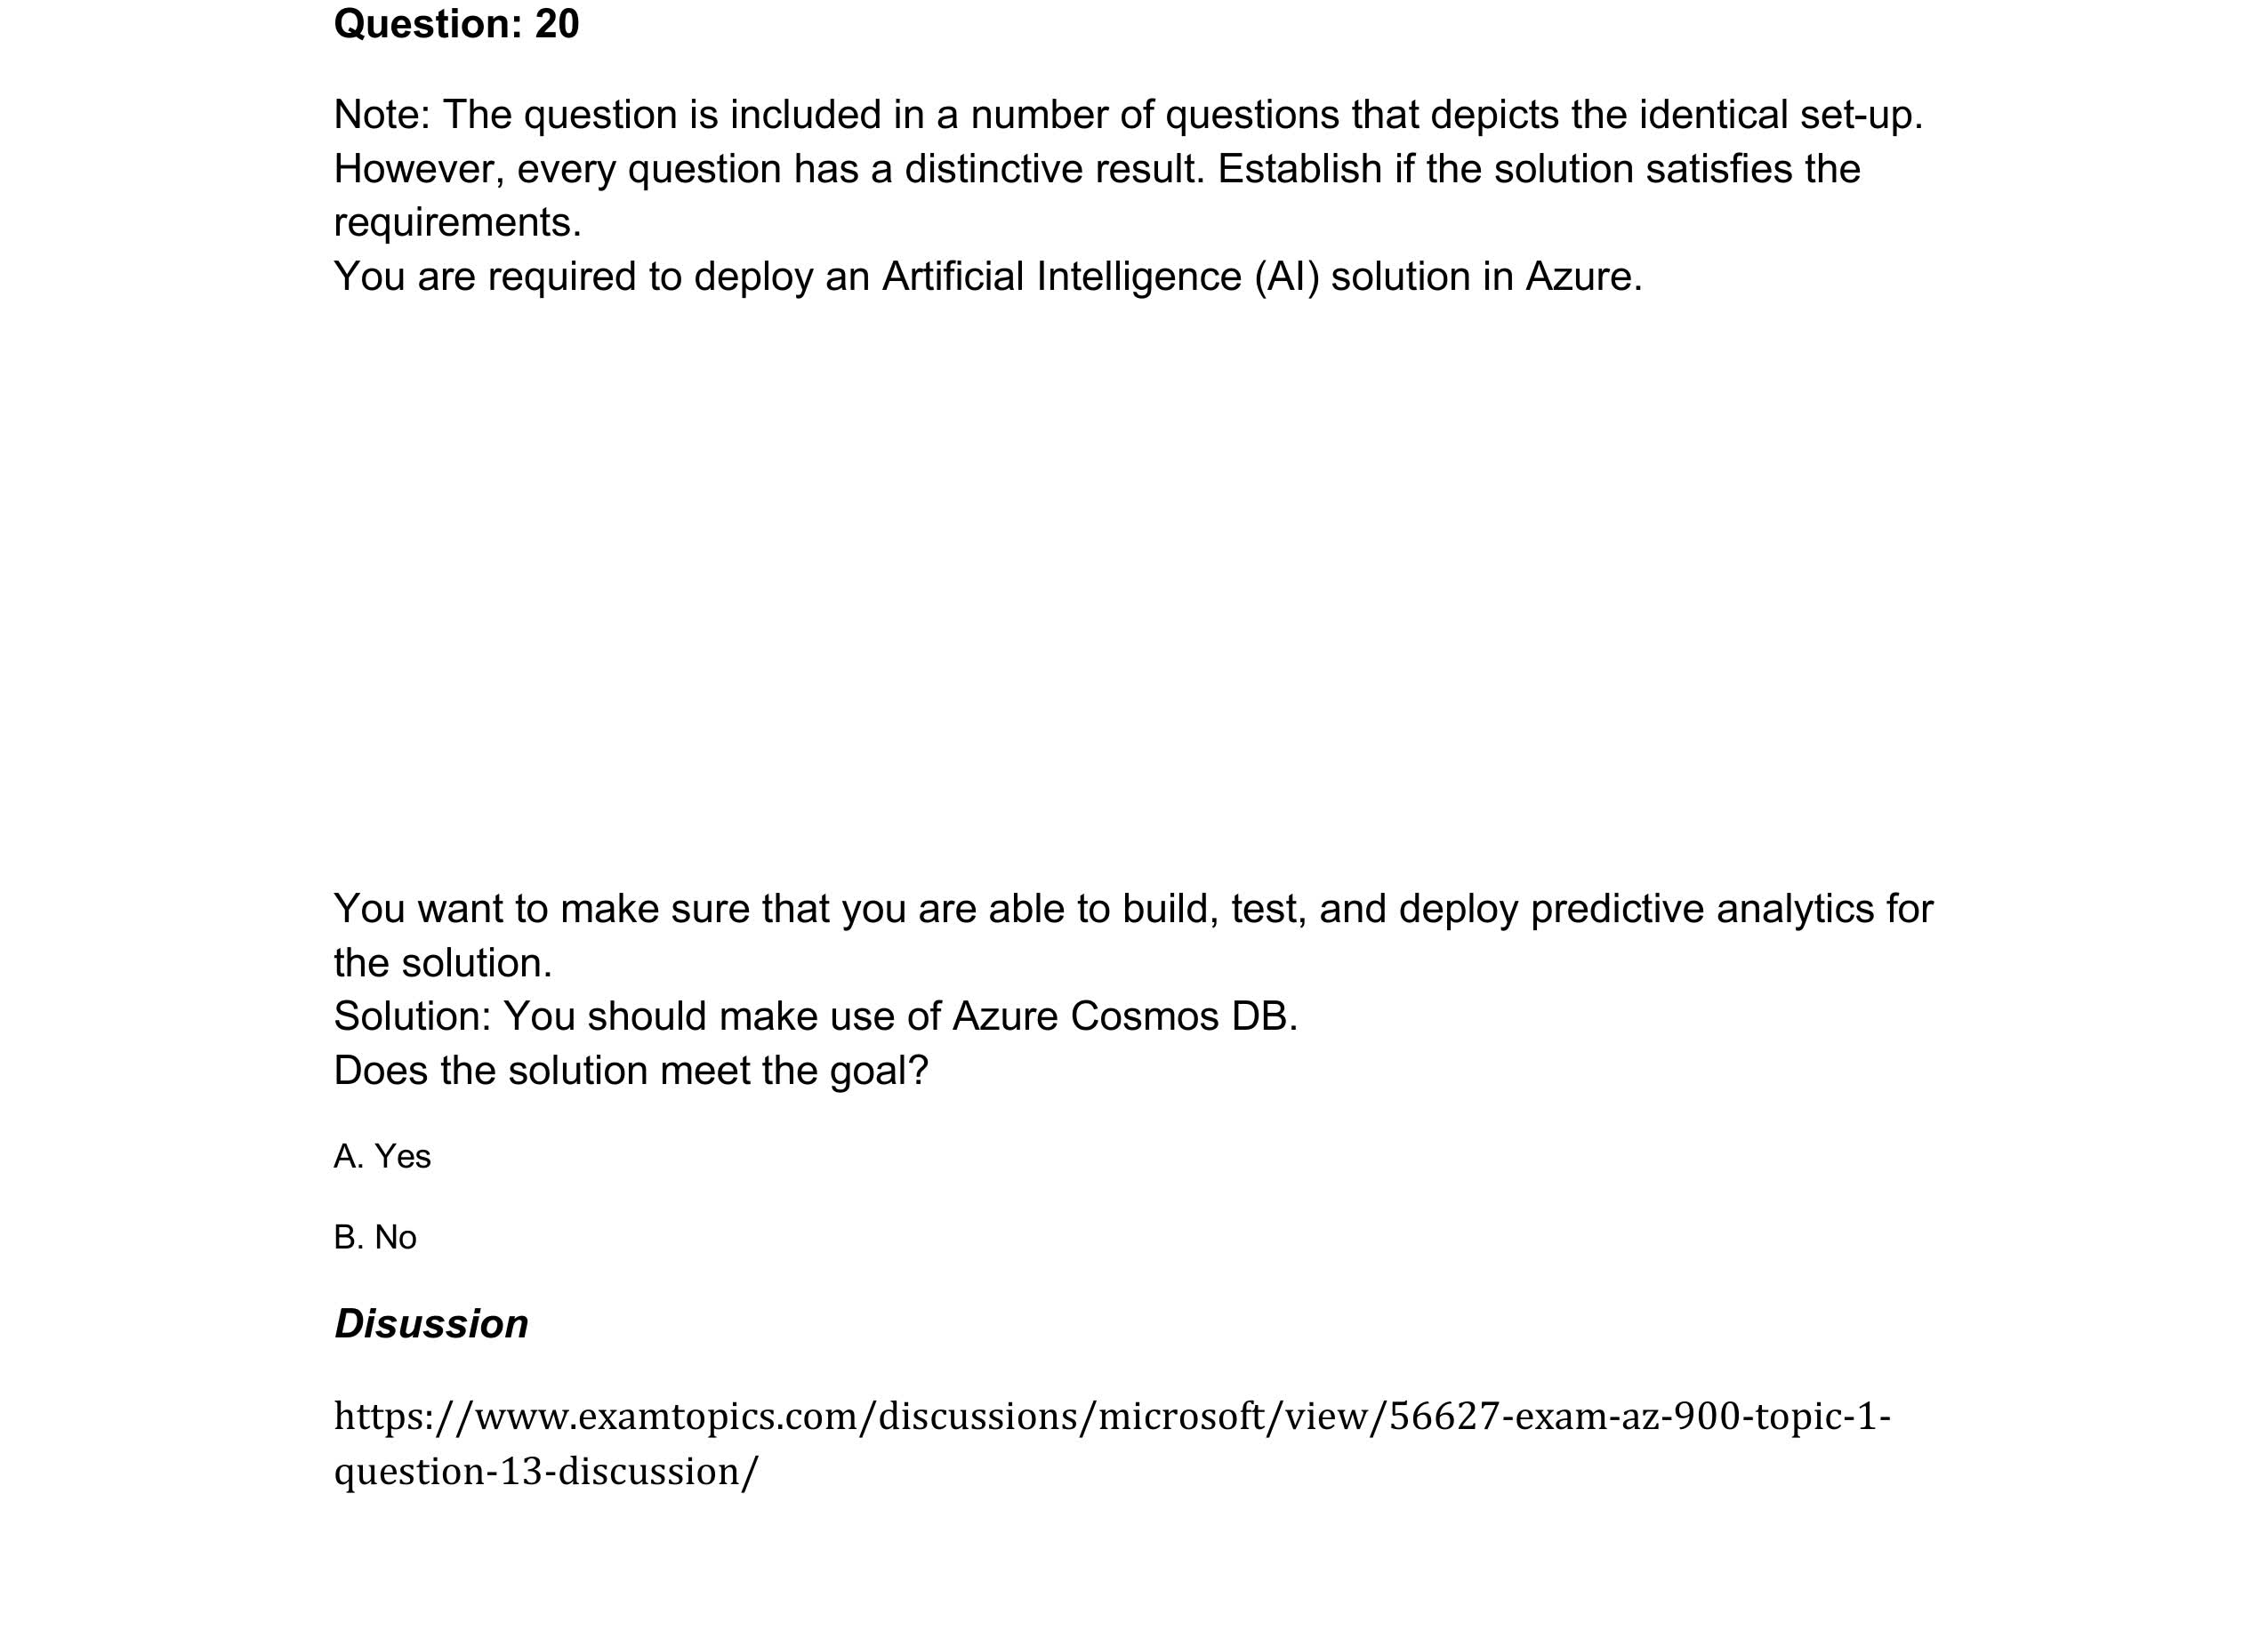 Question: 20
Note: The question is included in a number of questions that depicts the identical set-up.
However, every question has a distinctive result. Establish if the solution satisfies the
requirements.
You are required to deploy an Artificial Intelligence (AI) solution in Azure.
You want to make sure that you are able to build, test, and deploy predictive analytics for
the solution.
Solution: You should make use of Azure Cosmos DB.
Does the solution meet the goal?
A. Yes
B. No
Disussion
https://www.examtopics.com/discussions/microsoft/view/56627-exam-az-900-topic-1-
question-13-discussion/